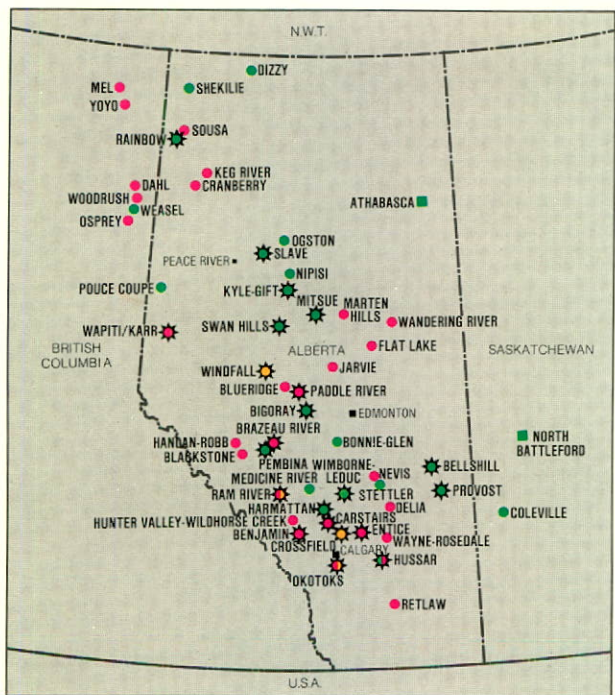 N.W.T.
DIZZY
MEL
SHEKILIE
YOYO
SOUSA
RAINBOW
KEG RIVER
DAHL
CRANBERRY
WOODRUSH
WEASEL
ATHABASCA
OSPREY
OGSTON
SLAVE
PEACE RIVER
NIPISI
POUCE COUPE
KYLE-GIFT
MITSUE
MARTEN
HILLS
WANDERING RIVER
SWAN HILLS
WAPITI/KARR
BRITISH
COLUMBIA
ALBERTA
FLAT LAKE
SASKATCHEWAN
JARVIE
WINDFALL
BLUERIDGE
PADDLE RIVER
BIGORAY
EDMONTON
BRAZEAU RIVER
HANLAN-ROBB
BONNIE-GLEN
NORTH
BATTLEFORD
BLACKSTONE
PEMBINA
WIMBORNE-
NEVIS
BELLSHILL
MEDICINE RIVER
LEDUC
RAM RIVER
STETTLER
PROVOST
HARMATTAN
DELIA
COLEVILLE
HUNTER VALLEY-WILDHORSE CREEK
CARSTAIRS
BENJAMIN
ENTICE
WAYNE-ROSEDALE
CROSSFIELD
CALGARY
HUSSAR
OKOTOKS
RETLAW
U.S.A.